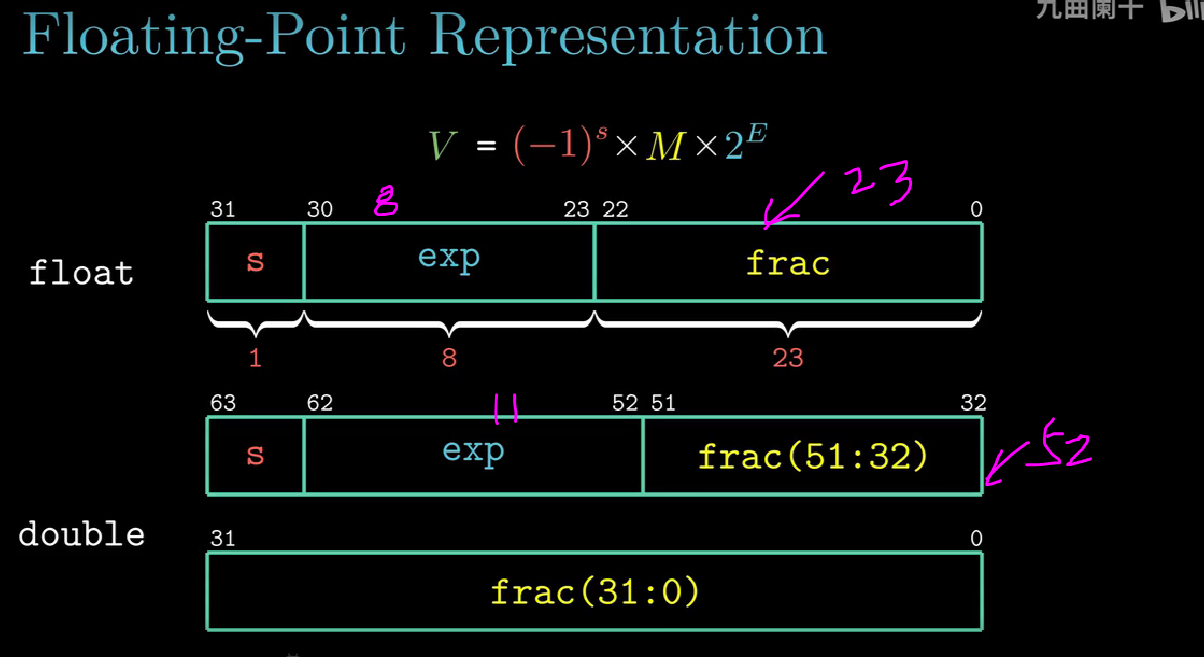 九曲阑干
Floating-Point Representation
V = (−1)^s × M × 2^E
8 23
31 30 23 22 0
float s exp frac
1 8 23
11
63 62 52 51 32
s exp frac(51:32) 52
double
31 0
frac(31:0)